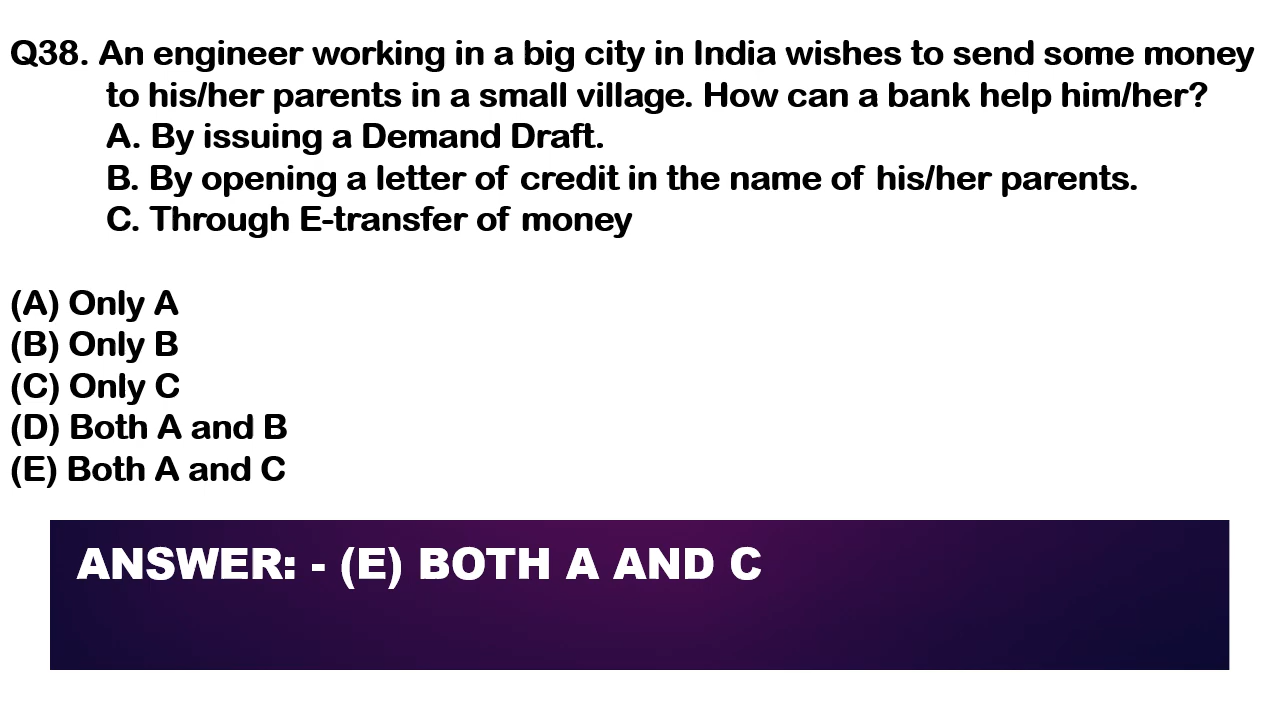 Q38. An engineer working in a big city in India wishes to send some money
to his/her parents in a small village. How can a bank help him/her?
A. By issuing a Demand Draft.
B. By opening a letter of credit in the name of his/her parents.
C. Through E-transfer of money
(A) Only A
(B) Only B
(C) Only C
(D) Both A and B
(E) Both A and C
ANSWER: - (E) BOTH A AND C